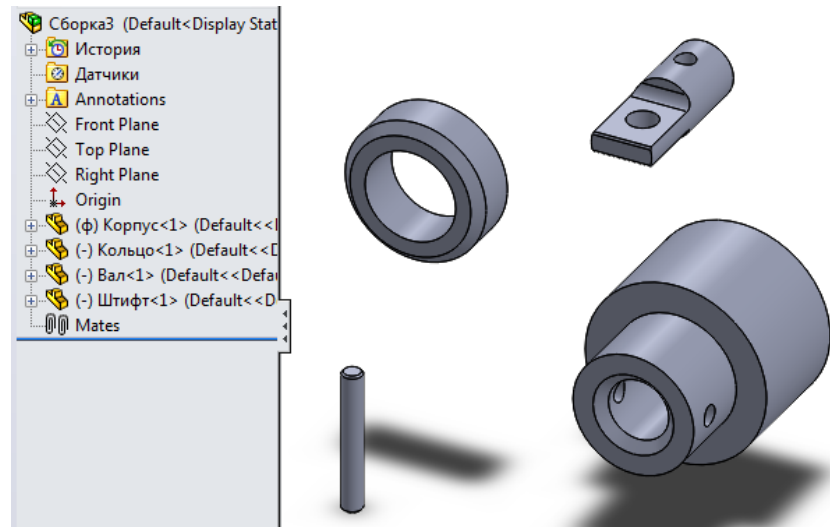 Сборка3 (Default<Display Stat
История
Датчики
Annotations
Front Plane
Top Plane
Right Plane
Origin
(ф) Корпус<1> (Default<<
(-) Кольцо<1> (Default<<D
(-) Вал<1> (Default<<Defau
(-) Штифт<1> (Default<<D
Mates